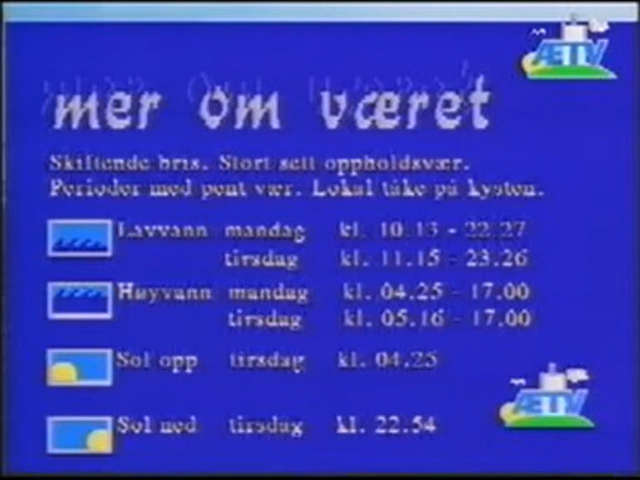 ÆTV
mer om været
Skiftende bris. Stort sett oppholdsvær.
Perioder med pent vær. Lokal tåke på kysten.
Lavvann mandag kl. 10.13 - 22.27
tirsdag kl. 11.15 - 23.26
Høyvann mandag kl. 04.25 - 17.00
tirsdag kl. 05.16 - 17.00
Sol opp tirsdag kl. 04.25
ÆTV
Sol ned tirsdag kl. 22.54